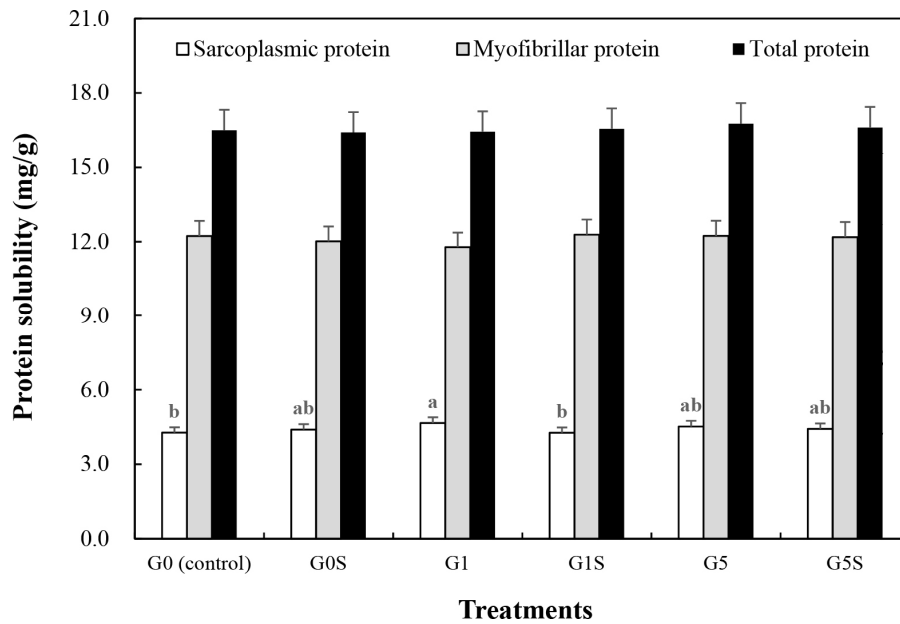 21.0
Sarcoplasmic protein Myofibrillar protein Total protein
18.0
15.0
12.0
9.0
6.0
3.0
0.0
Protein solubility (mg/g)
b ab a b ab ab
G0 (control) G0S G1 G1S G5 G5S
Treatments